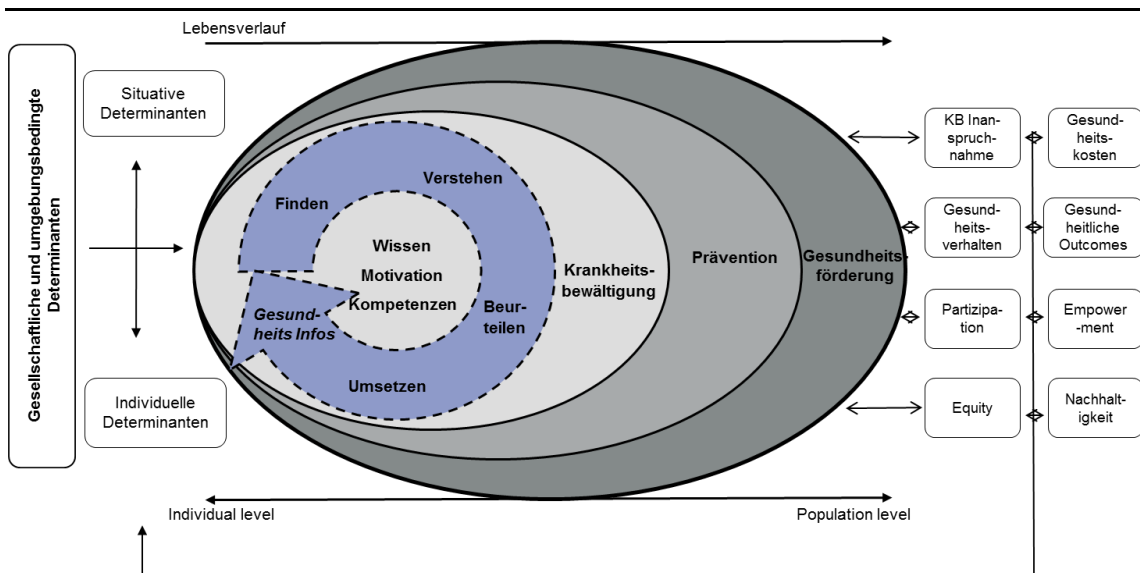 Lebensverlauf
Gesellschaftliche und umgebungsbedingte
Determinanten
Situative
Determinanten
Individuelle
Determinanten
Finden
Verstehen
Wissen
Motivation
Kompetenzen
Gesund-
heits Infos
Beur-
teilen
Umsetzen
Krankheits-
bewältigung
Prävention
Gesundheits-
förderung
KB Inan-
spruch-
nahme
Gesund-
heits-
kosten
Gesund-
heits-
verhalten
Gesund-
heitliche
Outcomes
Partizipa-
tion
Empower
-ment
Equity
Nachhalt-
igkeit
Individual level
Population level